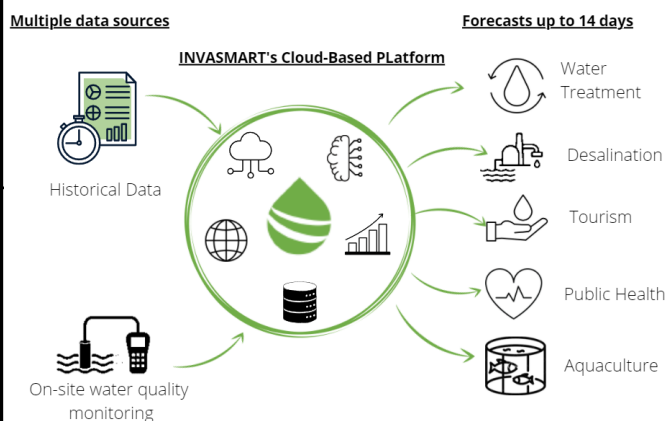 Multiple data sources
Forecasts up to 14 days
INVASMART's Cloud-Based PLatform
Water
Treatment
Desalination
Historical Data
Tourism
Public Health
Aquaculture
On-site water quality
monitoring